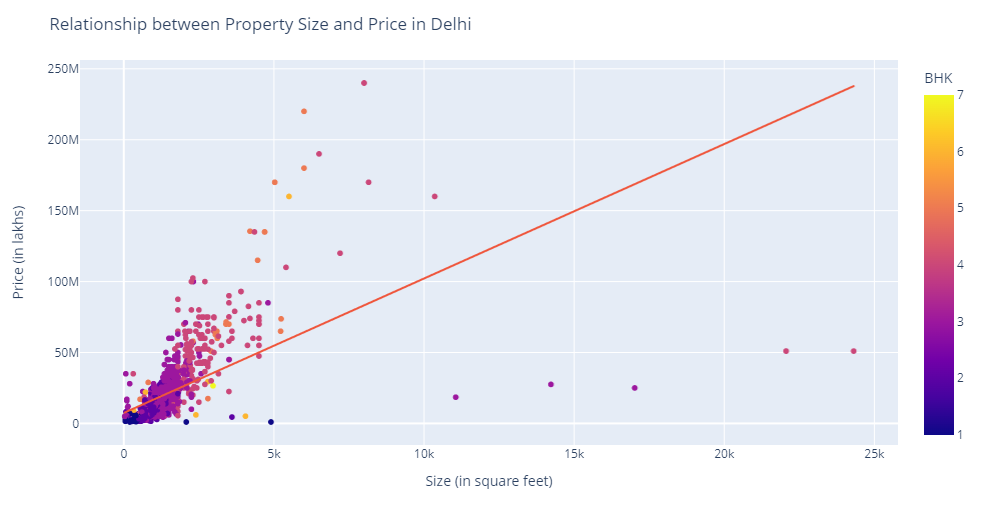 Relationship between Property Size and Price in Delhi
BHK
250M
200M
150M
100M
50M
0
Price (in lakhs)
0
5k
10k
15k
20k
25k
Size (in square feet)
7
6
5
4
3
2
1